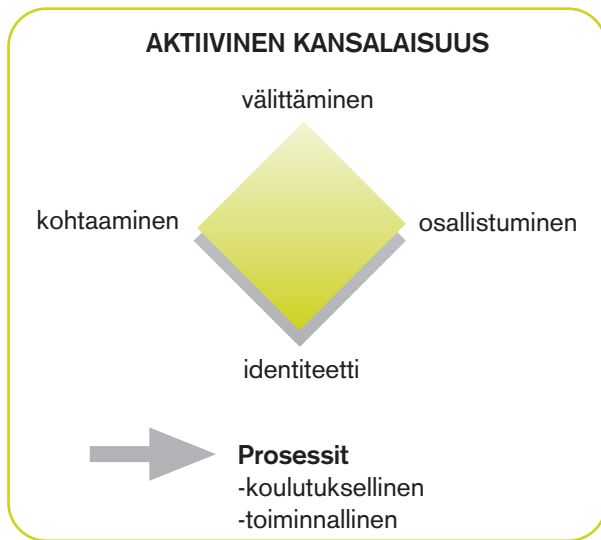 AKTIIVINEN KANSALAISUUS
välittäminen
kohtaaminen
osallistuminen
identiteetti
Prosessit
-koulutuksellinen
-toiminnallinen